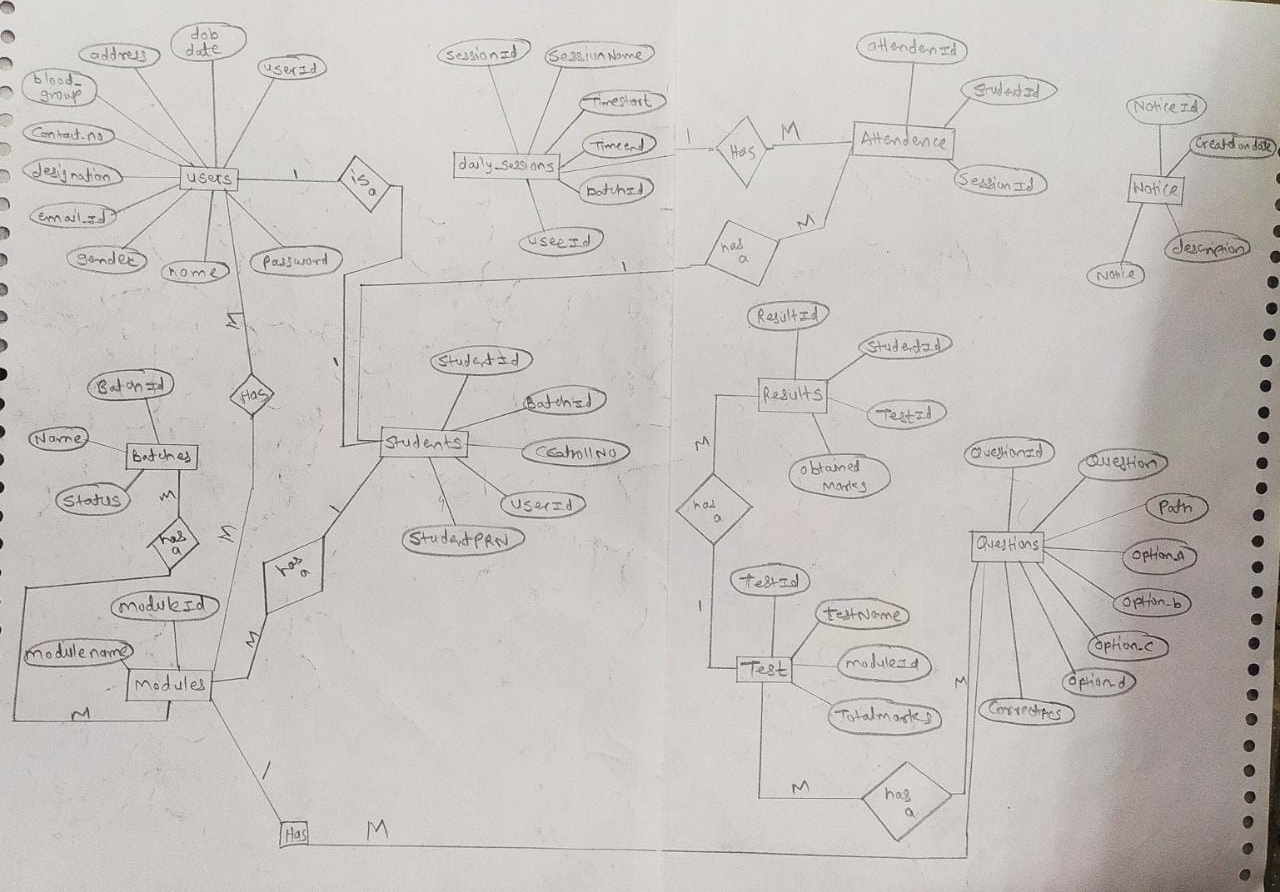 dob
date
address
userId
blood_
group
Contact_no
designation
email_Id
gender
name
password
users
1
is
a
SessionId
SessionName
Timestart
Timeend
batchId
userId
daily_sessions
1
Has
M
attendenId
StudentId
SessionId
Attendence
M
has
a
1
NoticeId
Createdondate
Notice
description
Notice
M
Has
M
1
BatchId
Name
Status
Batches
M
has
a
M
StudentId
BatchId
UserId
StudentPRN
Students
1
has
a
M
ResultId
StudentId
TestId
obtained
Marks
Results
M
has
a
1
ModuleId
Modulename
Modules
1
Has
M
TestId
TestName
moduleId
Totalmarks
Test
M
has
a
M
QuestionId
Question
Path
Option_A
Option_b
Option_c
Option_d
Questions